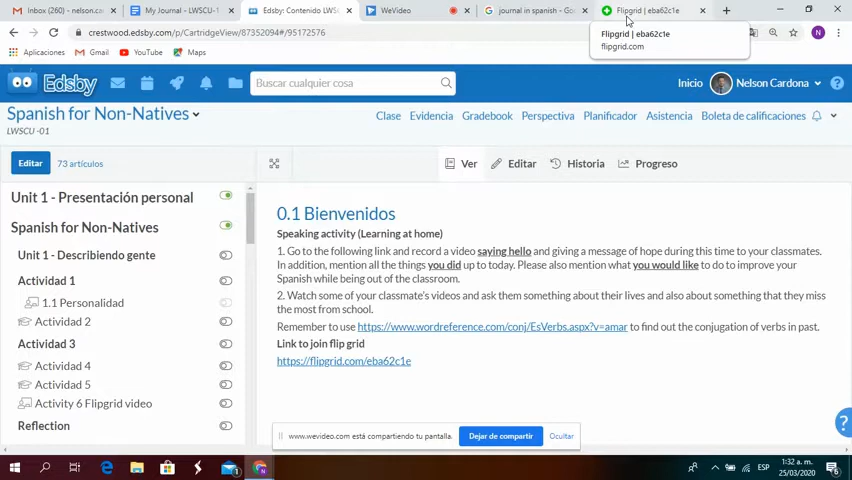 Inbox (260) - nelson.ca
My Journal - LWSCU-1
Edsby: Contenido LWS
WeVideo
journal in spanish - Go
Flipgrid | eba62c1e
crestwood.edsby.com/CartridgeView/87352094#/95172576
Flipgrid | eba62c1e
flipgrid.com
N
Aplicaciones
Gmail
YouTube
Maps
Edsby
Buscar cualquier cosa
Inicio
Nelson Cardona
Spanish for Non-Natives
LWSCU -01
Clase
Evidencia
Gradebook
Perspectiva
Planificador
Asistencia
Boleta de calificaciones
Editar
73 artículos
Ver
Editar
Historia
Progreso
Unit 1 - Presentación personal
Spanish for Non-Natives
Unit 1 - Describiendo gente
Actividad 1
1.1 Personalidad
Actividad 2
Actividad 3
Actividad 4
Actividad 5
Activity 6 Flipgrid video
Reflection
0.1 Bienvenidos
Speaking activity (Learning at home)
1. Go to the following link and record a video saying hello and giving a message of hope during this time to your classmates.
In addition, mention all the things you did up to today. Please also mention what you would like to do to improve your
Spanish while being out of the classroom.
2. Watch some of your classmate's videos and ask them something about their lives and also about something that they miss
the most from school.
Remember to use https://www.wordreference.com/conj/EsVerbs.aspx?v=amar to find out the conjugation of verbs in past.
Link to join flip grid
https://flipgrid.com/eba62c1e
www.wevideo.com está compartiendo tu pantalla.
Dejar de compartir
Ocultar
?
ESP
1:32 a. m.
25/03/2020